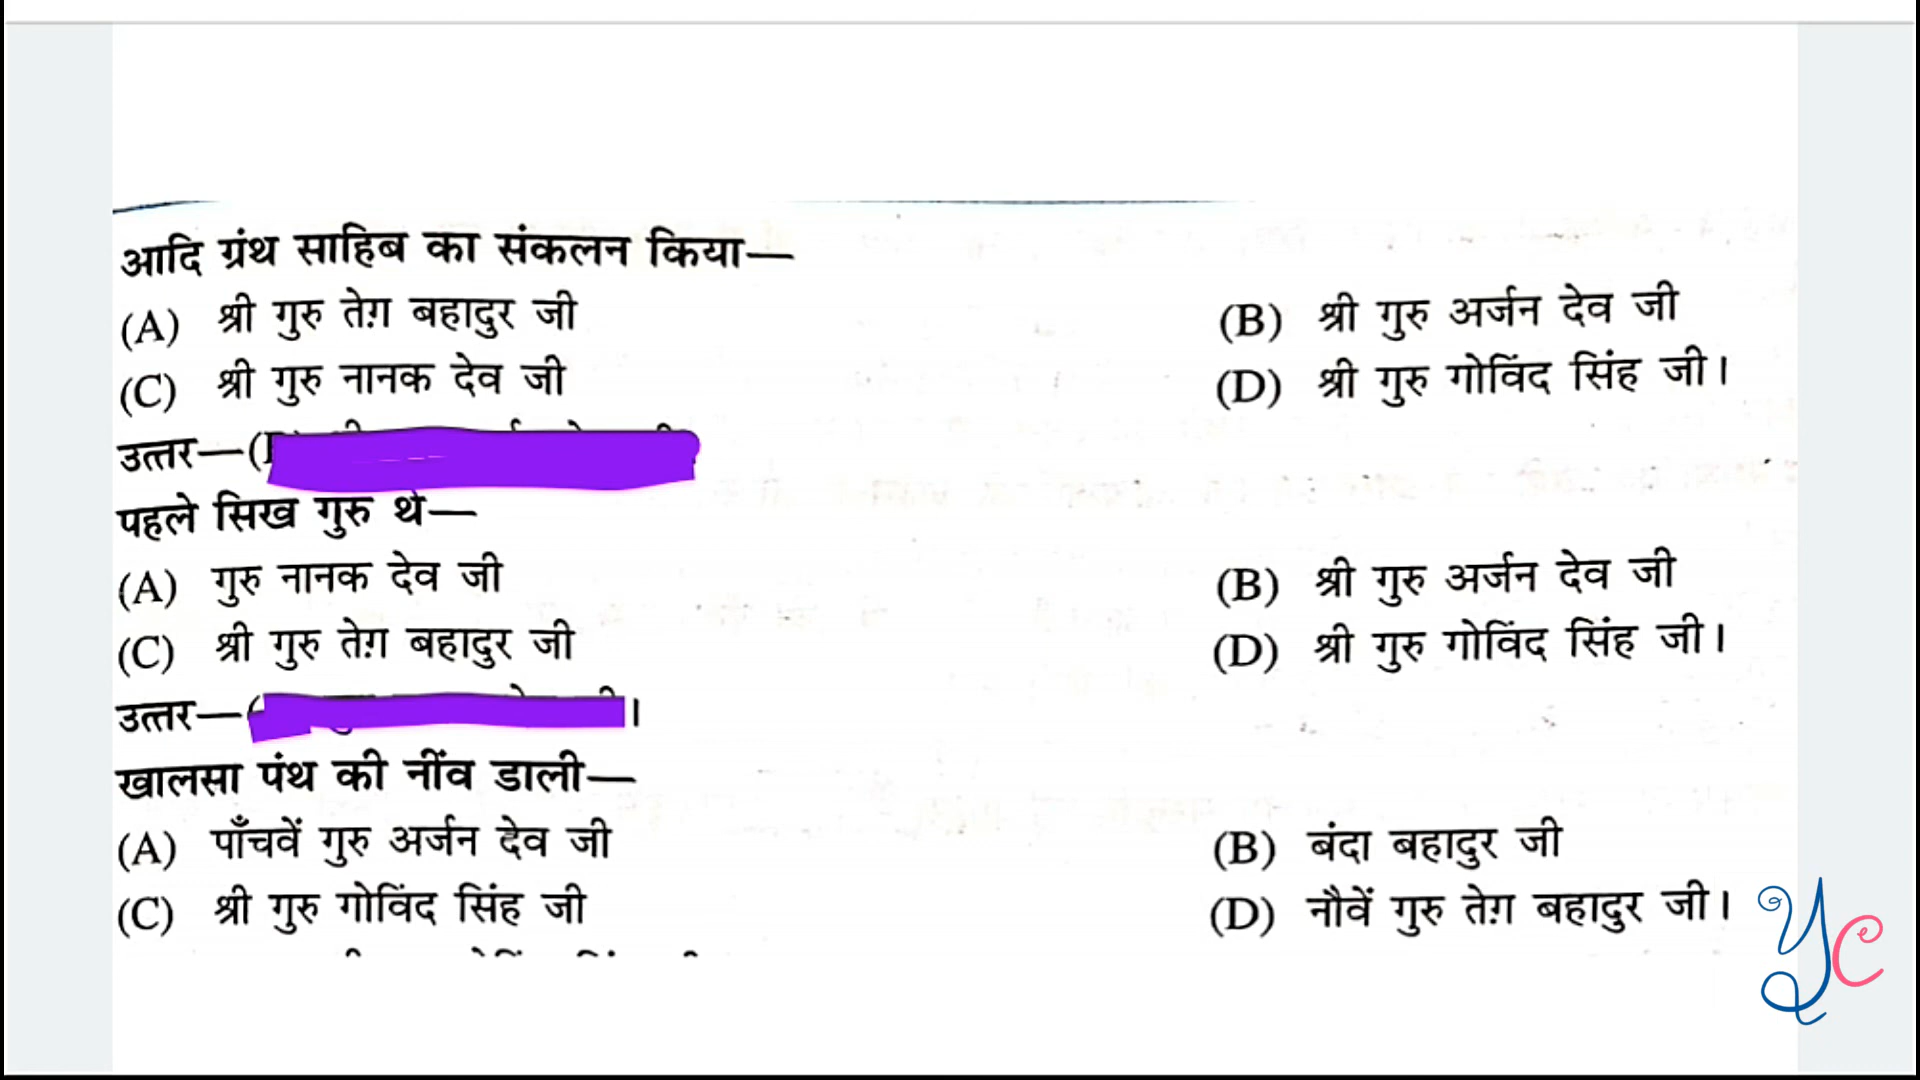 आदि ग्रंथ साहिब का संकलन किया—
(A) श्री गुरु तेग़ बहादुर जी (B) श्री गुरु अर्जन देव जी
(C) श्री गुरु नानक देव जी (D) श्री गुरु गोविंद सिंह जी।
उत्तर—(
पहले सिख गुरु थे—
(A) गुरु नानक देव जी (B) श्री गुरु अर्जन देव जी
(C) श्री गुरु तेग़ बहादुर जी (D) श्री गुरु गोविंद सिंह जी।
उत्तर—( ।
खालसा पंथ की नींव डाली—
(A) पाँचवें गुरु अर्जन देव जी (B) बंदा बहादुर जी
(C) श्री गुरु गोविंद सिंह जी (D) नौवें गुरु तेग़ बहादुर जी।
YC